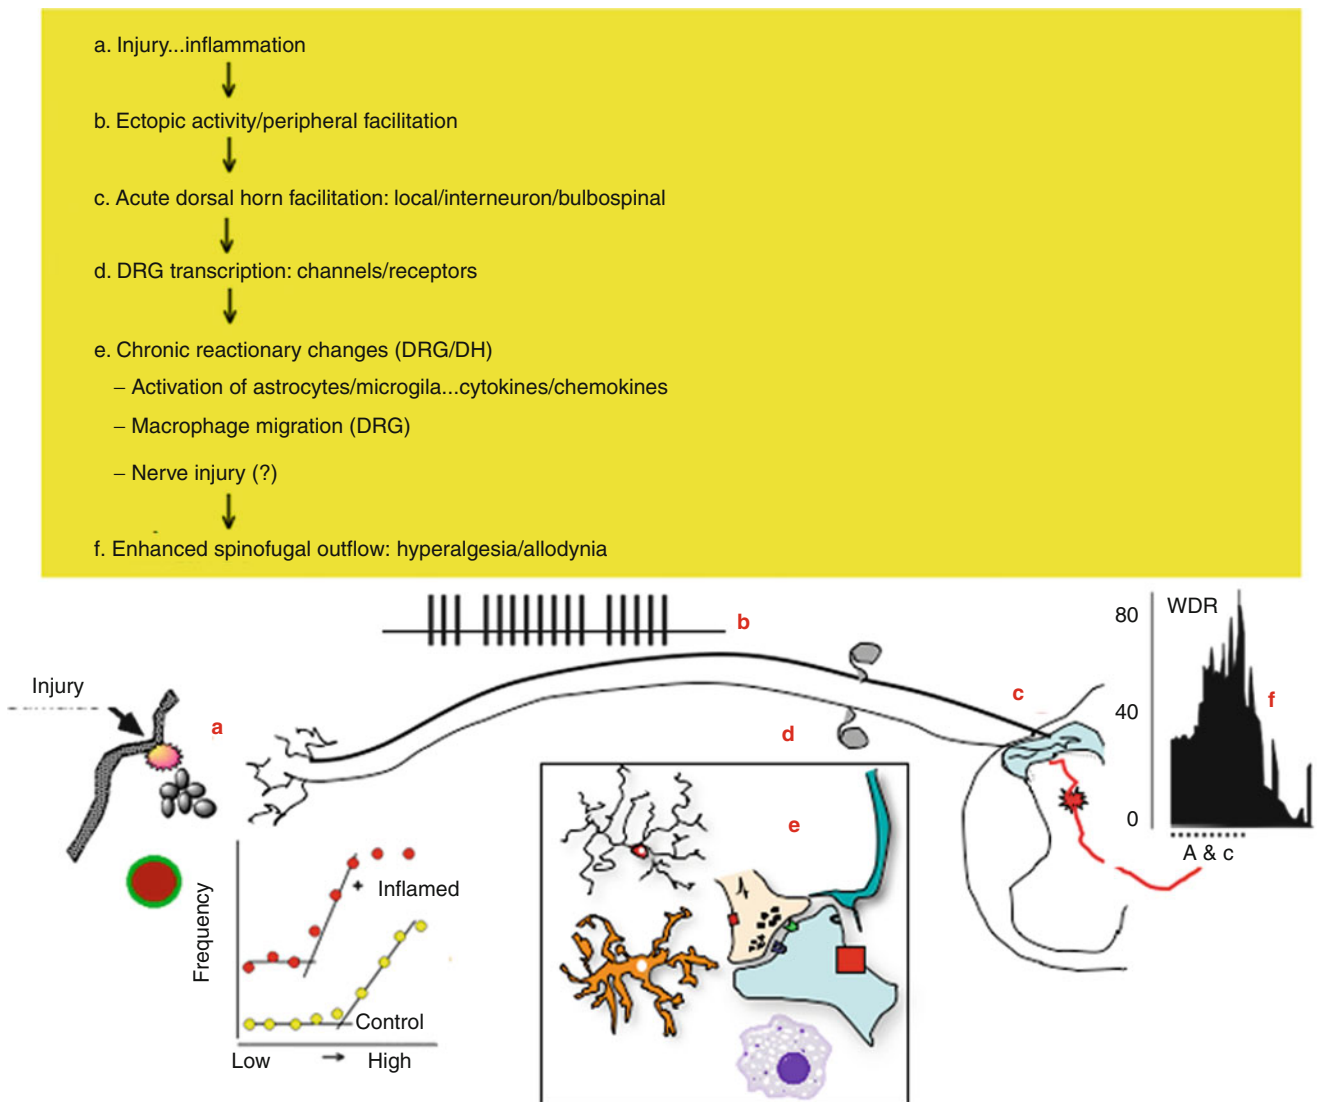 a. Injury...inflammation
b. Ectopic activity/peripheral facilitation
c. Acute dorsal horn facilitation: local/interneuron/bulbospinal
d. DRG transcription: channels/receptors
e. Chronic reactionary changes (DRG/DH)
– Activation of astrocytes/microgila...cytokines/chemokines
– Macrophage migration (DRG)
– Nerve injury (?)
f. Enhanced spinofugal outflow: hyperalgesia/allodynia
b
Injury
a
d
c
80
WDR
40
f
0
A & c
e
Frequency
+ Inflamed
Control
Low
High